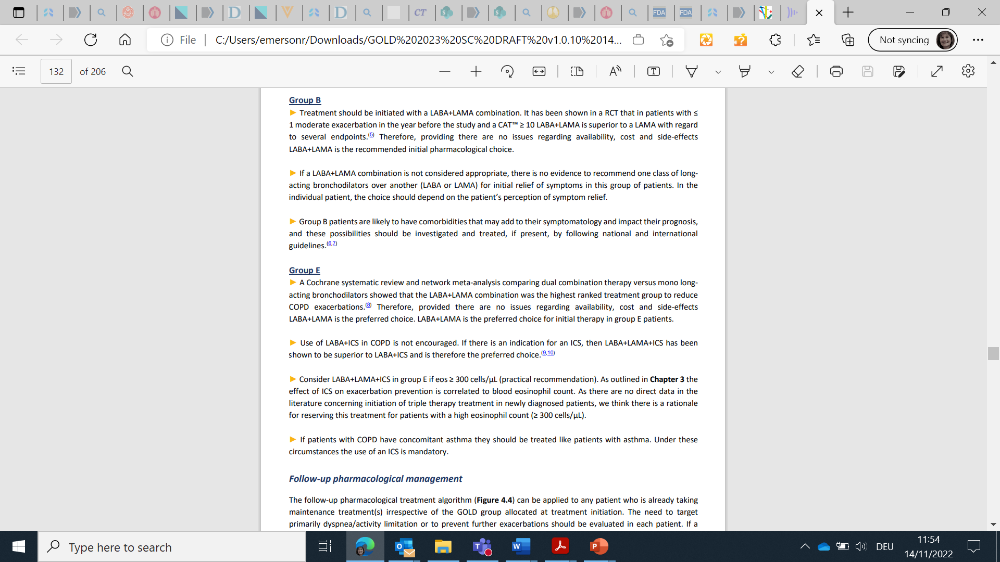 CT
FDA
FDA
File
C:/Users/emersonr/Downloads/GOLD%202023%20SC%20DRAFT%20v1.0.10%2014...
Not syncing
132 of 206
Group B
► Treatment should be initiated with a LABA+LAMA combination. It has been shown in a RCT that in patients with ≤
1 moderate exacerbation in the year before the study and a CAT™ ≥ 10 LABA+LAMA is superior to a LAMA with regard
to several endpoints.(5) Therefore, providing there are no issues regarding availability, cost and side-effects
LABA+LAMA is the recommended initial pharmacological choice.
► If a LABA+LAMA combination is not considered appropriate, there is no evidence to recommend one class of long-
acting bronchodilators over another (LABA or LAMA) for initial relief of symptoms in this group of patients. In the
individual patient, the choice should depend on the patient's perception of symptom relief.
► Group B patients are likely to have comorbidities that may add to their symptomatology and impact their prognosis,
and these possibilities should be investigated and treated, if present, by following national and international
guidelines.(6,7)
Group E
► A Cochrane systematic review and network meta-analysis comparing dual combination therapy versus mono long-
acting bronchodilators showed that the LABA+LAMA combination was the highest ranked treatment group to reduce
COPD exacerbations.(8) Therefore, provided there are no issues regarding availability, cost and side-effects
LABA+LAMA is the preferred choice. LABA+LAMA is the preferred choice for initial therapy in group E patients.
► Use of LABA+ICS in COPD is not encouraged. If there is an indication for an ICS, then LABA+LAMA+ICS has been
shown to be superior to LABA+ICS and is therefore the preferred choice.(9,10)
► Consider LABA+LAMA+ICS in group E if eos ≥ 300 cells/µL (practical recommendation). As outlined in Chapter 3 the
effect of ICS on exacerbation prevention is correlated to blood eosinophil count. As there are no direct data in the
literature concerning initiation of triple therapy treatment in newly diagnosed patients, we think there is a rationale
for reserving this treatment for patients with a high eosinophil count (≥ 300 cells/µL).
► If patients with COPD have concomitant asthma they should be treated like patients with asthma. Under these
circumstances the use of an ICS is mandatory.
Follow-up pharmacological management
The follow-up pharmacological treatment algorithm (Figure 4.4) can be applied to any patient who is already taking
maintenance treatment(s) irrespective of the GOLD group allocated at treatment initiation. The need to target
primarily dyspnea/activity limitation or to prevent further exacerbations should be evaluated in each patient. If a
Type here to search
DEU
11:54
14/11/2022